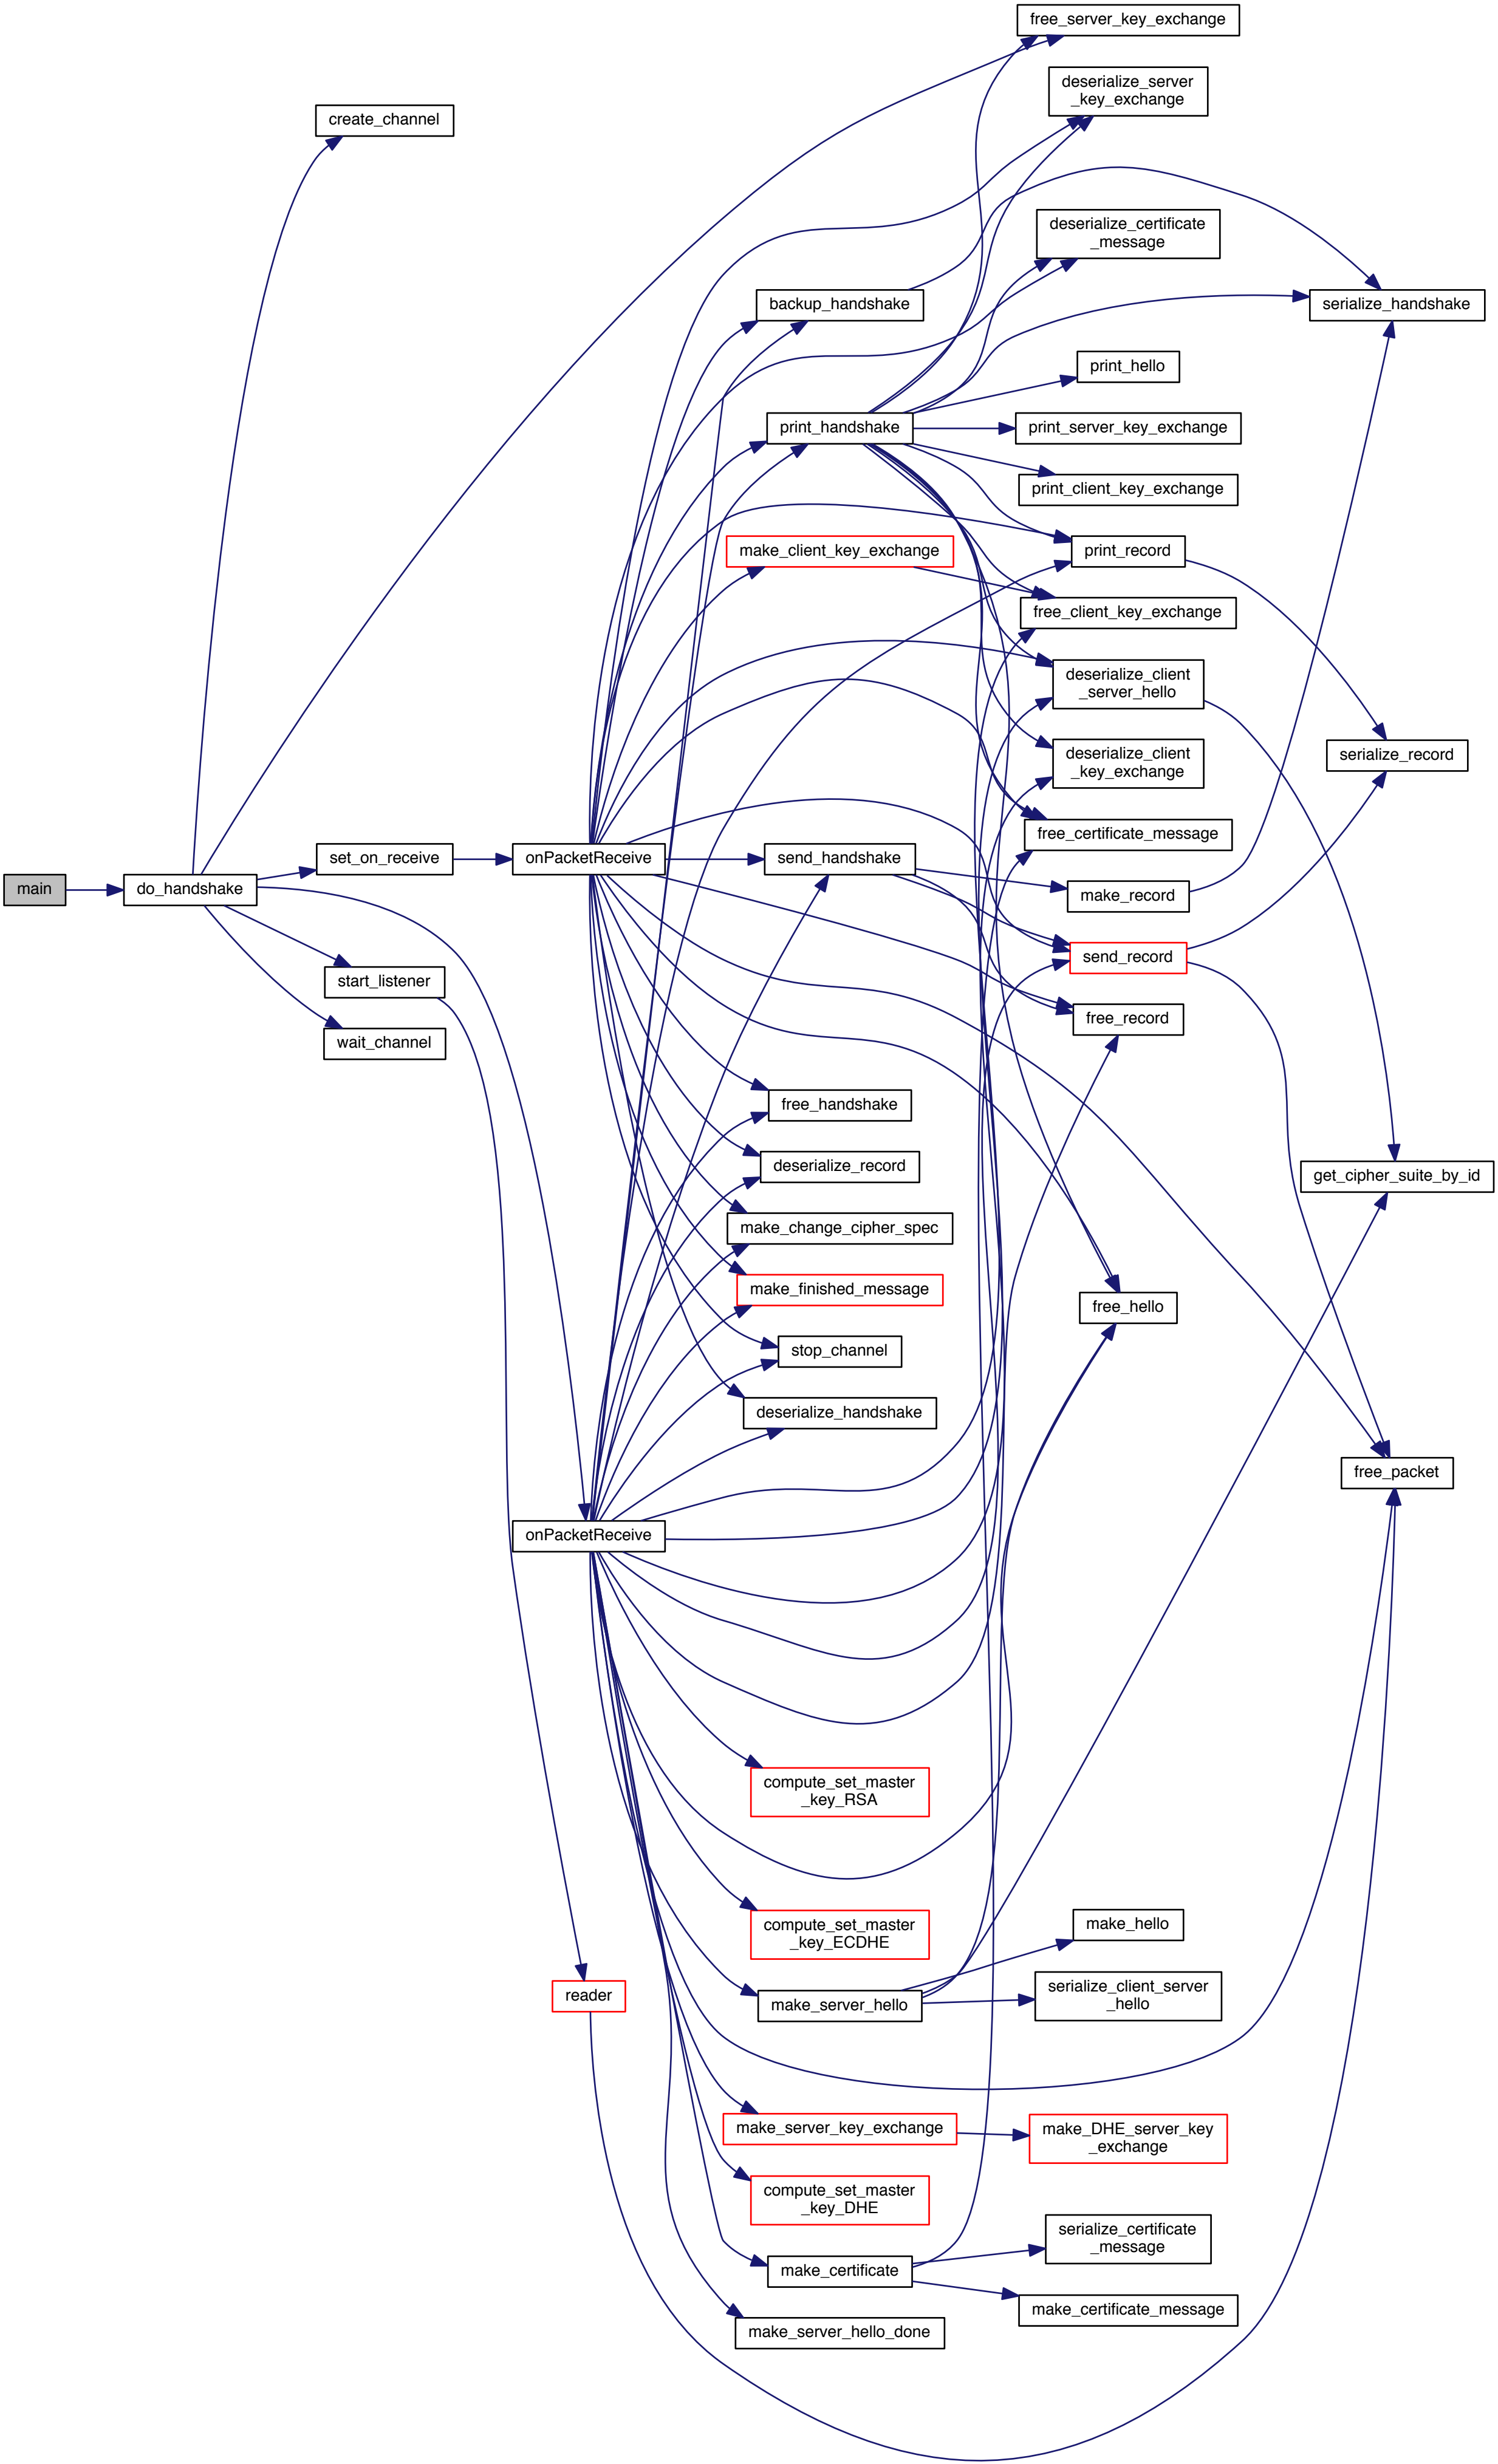 free_server_key_exchange
deserialize_server
_key_exchange
create_channel
deserialize_certificate
_message
backup_handshake
serialize_handshake
print_hello
print_handshake
print_server_key_exchange
print_client_key_exchange
make_client_key_exchange
print_record
free_client_key_exchange
deserialize_client
_server_hello
deserialize_client
_key_exchange
serialize_record
free_certificate_message
set_on_receive
onPacketReceive
send_handshake
main
do_handshake
make_record
send_record
start_listener
free_record
wait_channel
free_handshake
deserialize_record
get_cipher_suite_by_id
make_change_cipher_spec
make_finished_message
free_hello
stop_channel
deserialize_handshake
free_packet
onPacketReceive
compute_set_master
_key_RSA
compute_set_master
_key_ECDHE
make_hello
reader
make_server_hello
serialize_client_server
_hello
make_server_key_exchange
make_DHE_server_key
_exchange
compute_set_master
_key_DHE
serialize_certificate
_message
make_certificate
make_certificate_message
make_server_hello_done